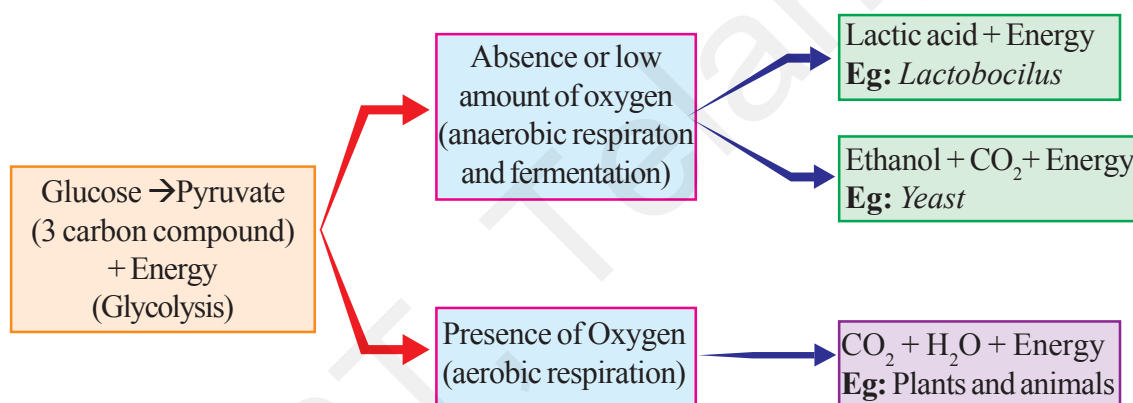 Glucose →Pyruvate
(3 carbon compound)
+ Energy
(Glycolysis)
Absence or low
amount of oxygen
(anaerobic respiraton
and fermentation)
Lactic acid + Energy
Eg: Lactobocilus
Ethanol + CO₂+ Energy
Eg: Yeast
Presence of Oxygen
(aerobic respiration)
CO₂ + H₂O + Energy
Eg: Plants and animals